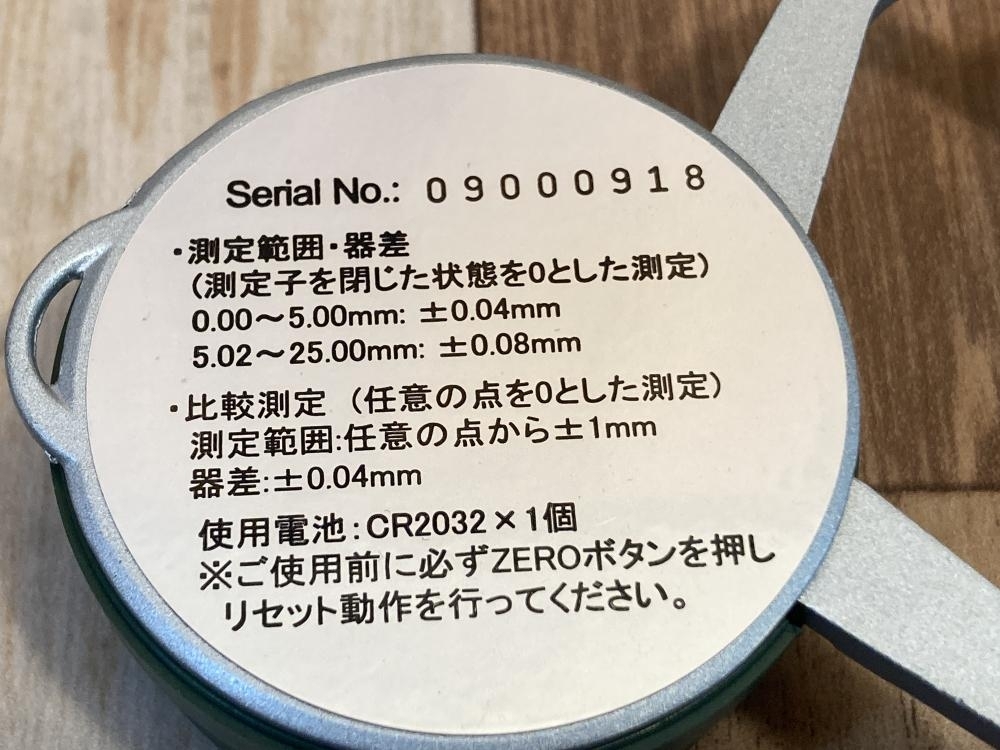 Serial No.: 09000918
・測定範囲・器差
(測定子を閉じた状態を0とした測定)
0.00～5.00mm: ±0.04mm
5.02～25.00mm: ±0.08mm
・比較測定 (任意の点を0とした測定)
測定範囲:任意の点から±1mm
器差:±0.04mm
使用電池:CR2032×1個
※ご使用前に必ずZEROボタンを押し
リセット動作を行ってください。